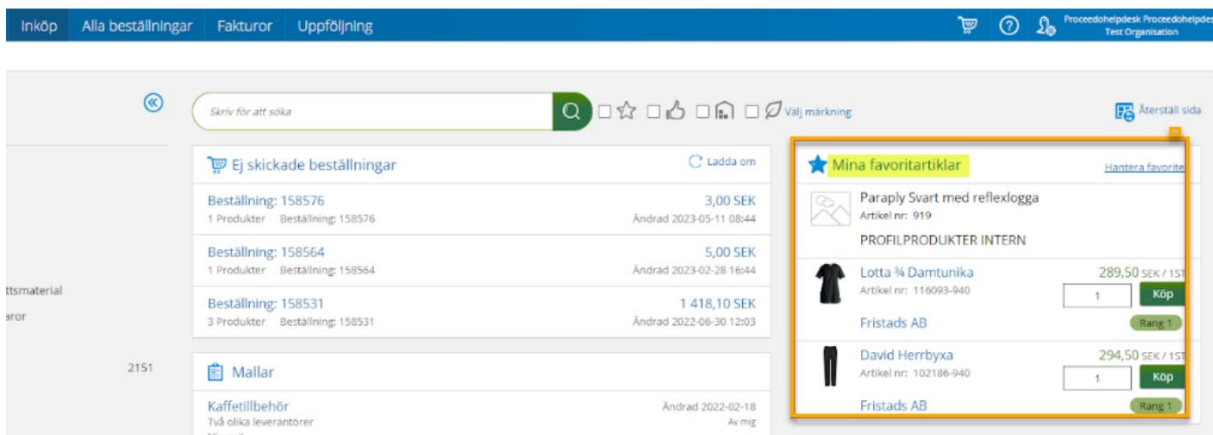 Inköp Alla beställningar Fakturor Uppföljning
Proceedohelpdesk Proceedohelpdes
Test Organisation
Skriv för att söka
Välj märkning
Återställ sida
Ej skickade beställningar
Ladda om
Beställning: 158576 3,00 SEK
1 Produkter Beställning: 158576 Ändrad 2023-05-11 08:44
Beställning: 158564 5,00 SEK
1 Produkter Beställning: 158564 Ändrad 2023-02-28 16:44
Beställning: 158531 1 418,10 SEK
3 Produkter Beställning: 158531 Ändrad 2022-06-30 12:03
ttsmaterial
aror
2151
Mallar
Kaffetillbehör Ändrad 2022-02-18
Två olika leverantörer Av mig
Mina favoritartiklar
Hantera favorite
Paraply Svart med reflexlogga
Artikel nr: 919
PROFILPRODUKTER INTERN
Lotta ¾ Damtunika 289,50 SEK / 1ST
Artikel nr: 116093-940
1 Köp
Fristads AB Rang 1
David Herrbyxa 294,50 SEK / 1ST
Artikel nr: 102186-940
1 Köp
Fristads AB Rang 1